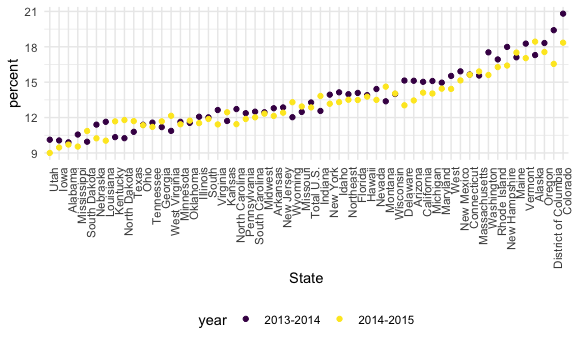 21
18
15
12
9
percent
Utah
Iowa
Alabama
Mississippi
South Dakota
Nebraska
Louisiana
Kentucky
North Dakota
Texas
Ohio
Tennessee
Georgia
West Virginia
Minnesota
Oklahoma
Illinois
South
Virginia
Kansas
North Carolina
Pennsylvania
South Carolina
Midwest
Arkansas
New Jersey
Wyoming
Missouri
Total U.S.
Indiana
New York
Idaho
Northeast
Florida
Hawaii
Nevada
Montana
Wisconsin
Delaware
Arizona
California
Michigan
Maryland
West
New Mexico
Connecticut
Massachusetts
Washington
Rhode Island
New Hampshire
Maine
Vermont
Alaska
Oregon
District of Columbia
Colorado
State
year 2013-2014 2014-2015